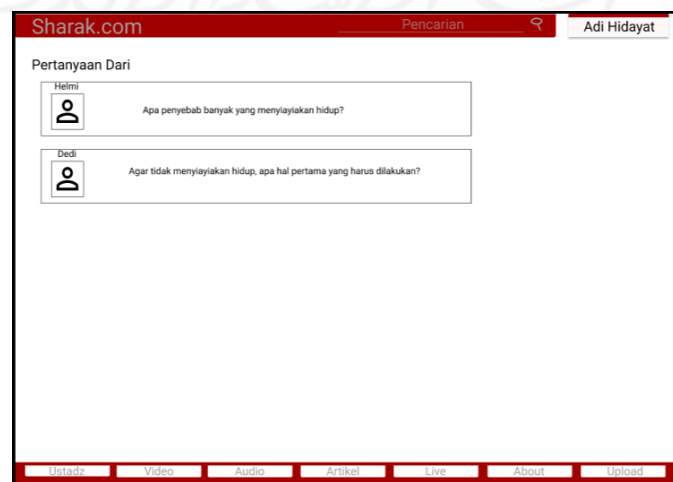 Sharak.com Pencarian Adi Hidayat
Pertanyaan Dari
Helmi
Apa penyebab banyak yang menyiayiakan hidup?
Dedi
Agar tidak menyiayiakan hidup, apa hal pertama yang harus dilakukan?
Ustadz Video Audio Artikel Live About Upload